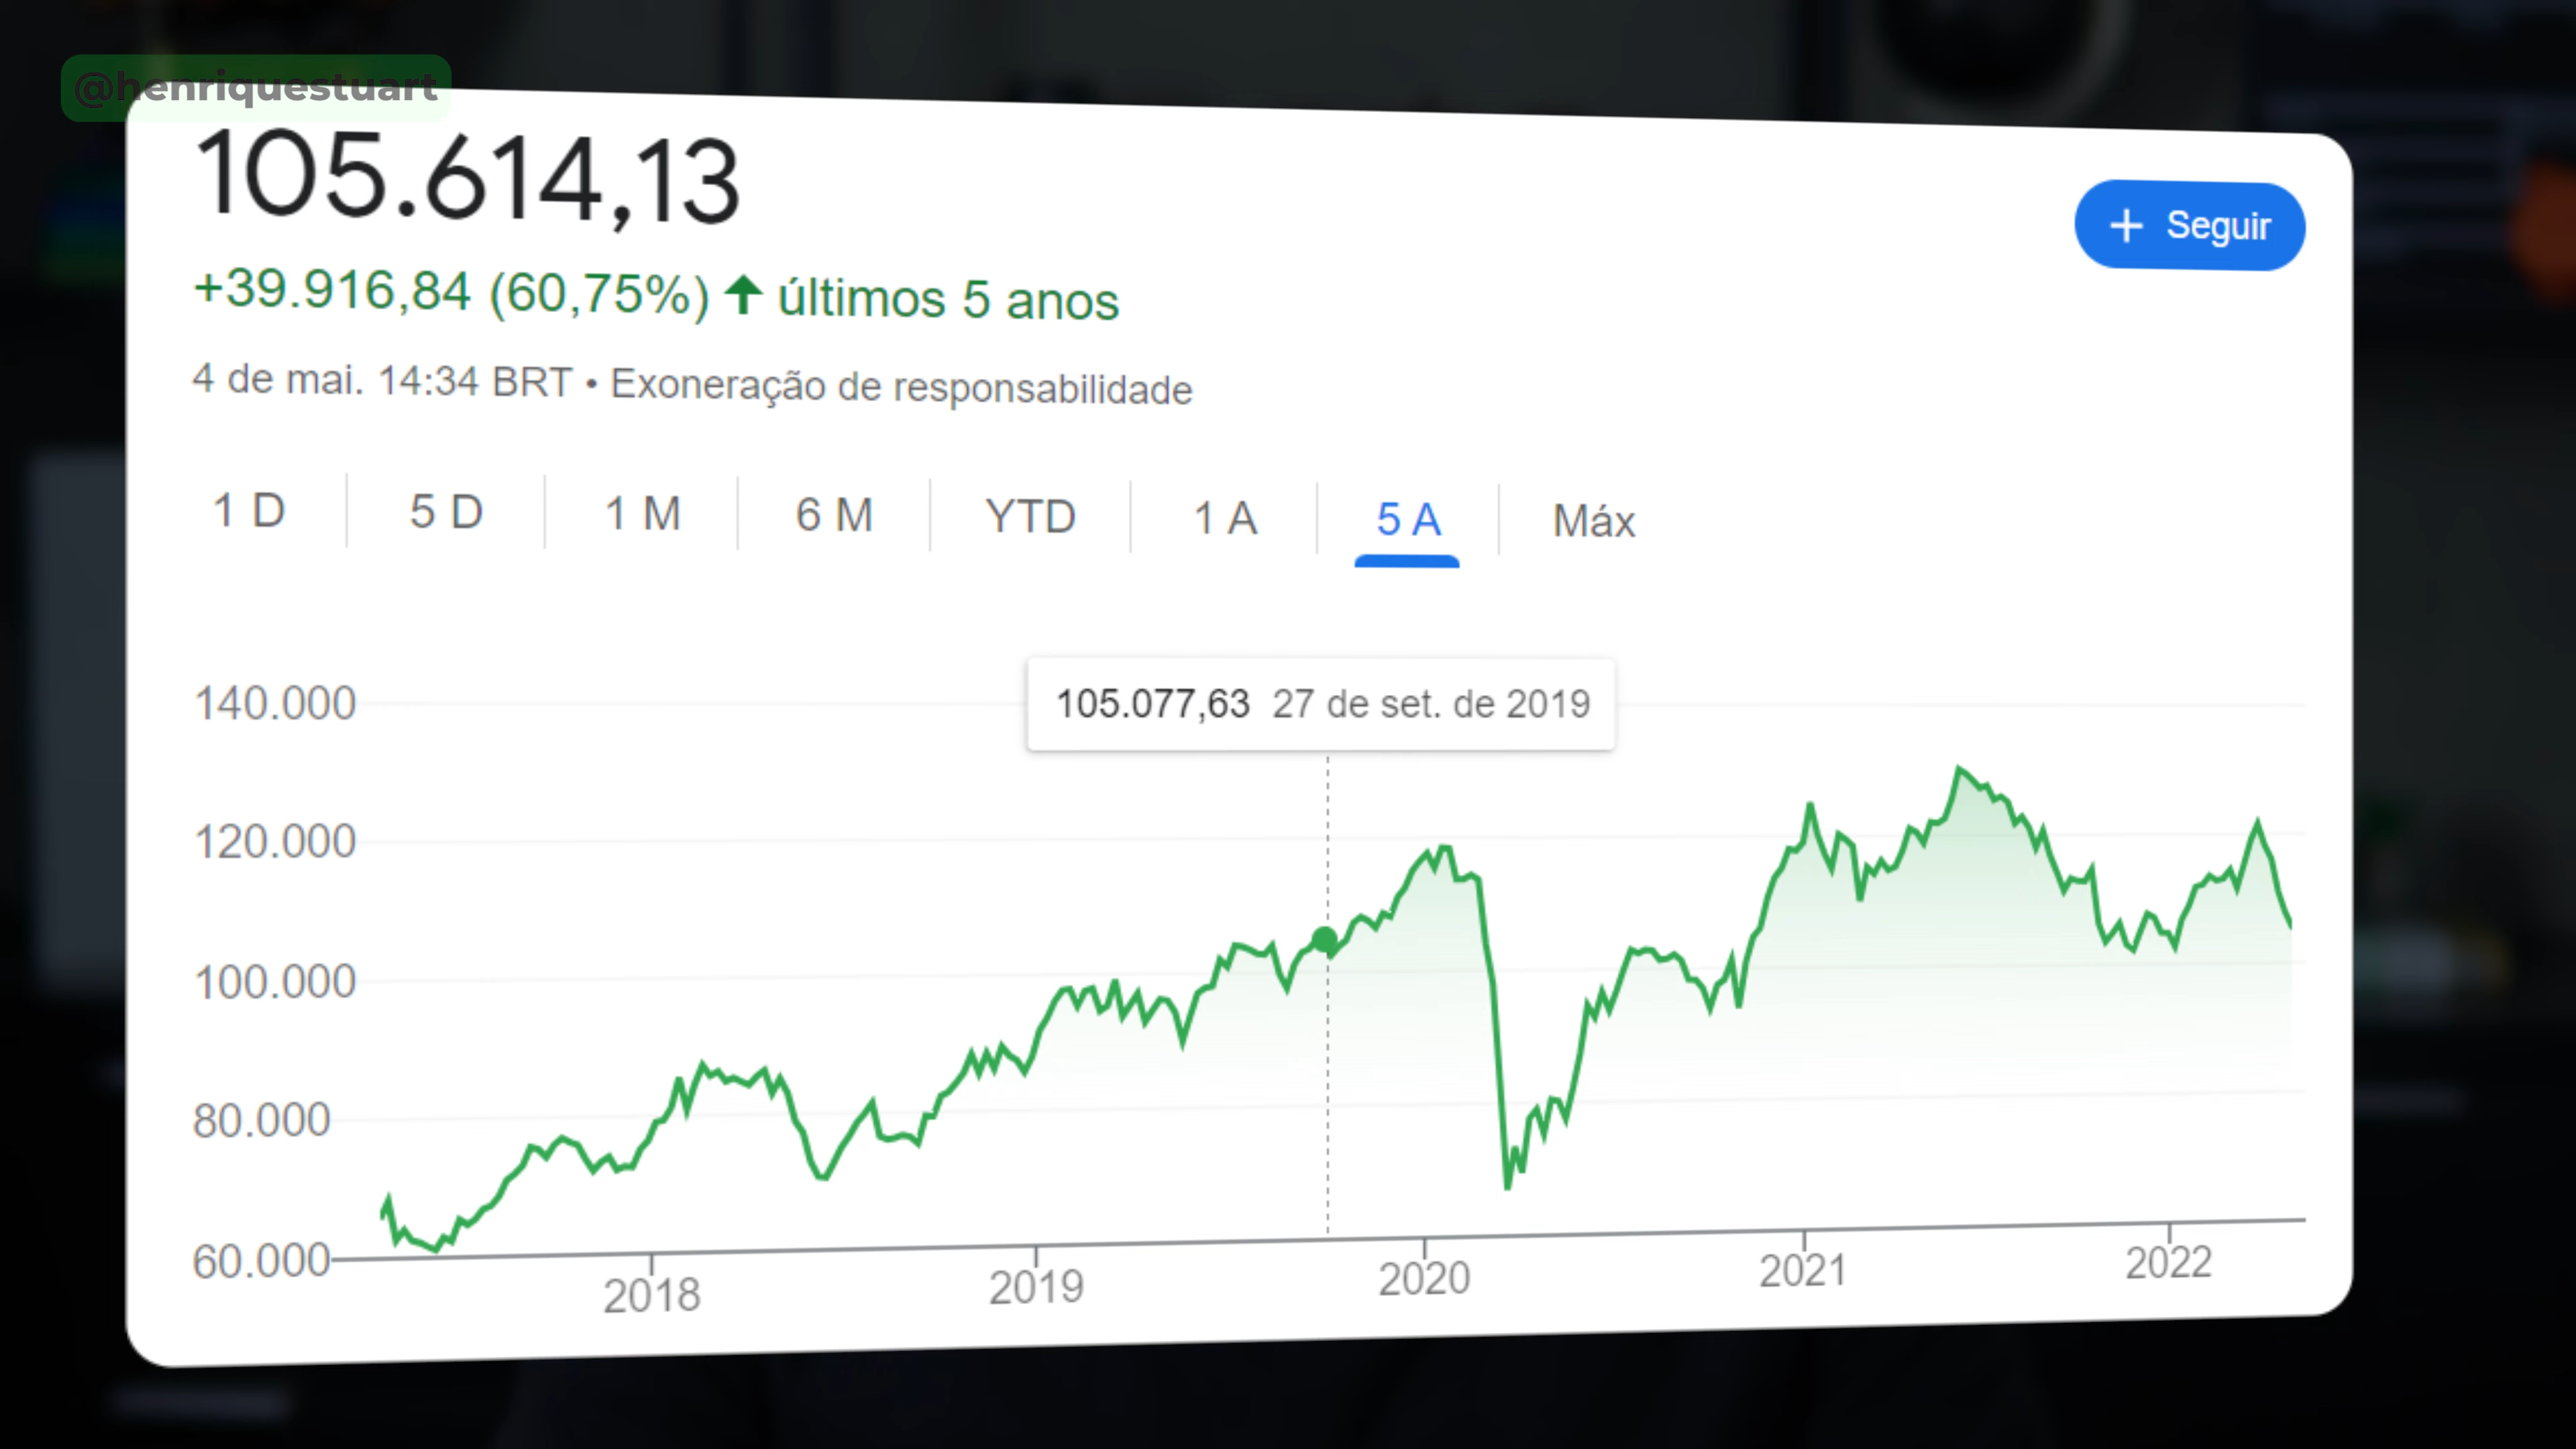 @henriquestuart
105.614,13
+ Seguir
+39.916,84 (60,75%) ↑ últimos 5 anos
4 de mai. 14:34 BRT • Exoneração de responsabilidade
1 D 5 D 1 M 6 M YTD 1 A 5 A Máx
105.077,63 27 de set. de 2019
140.000
120.000
100.000
80.000
60.000
2018 2019 2020 2021 2022